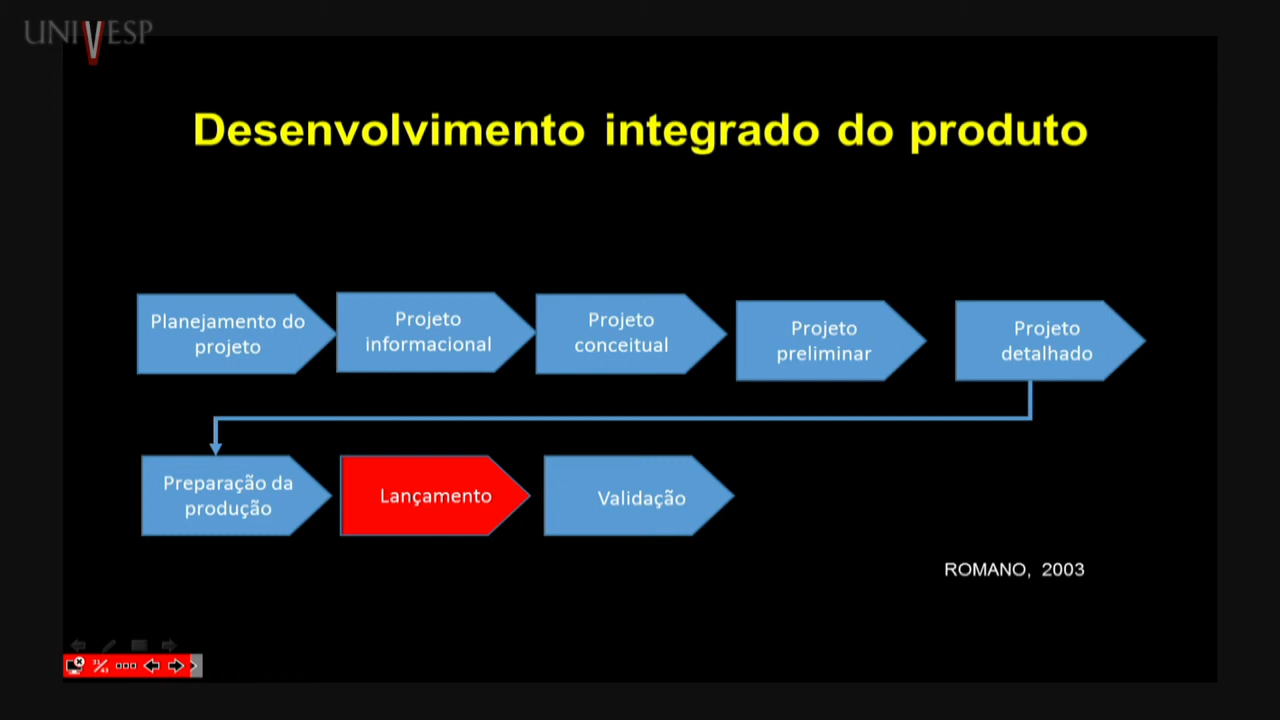 UNIVESP
Desenvolvimento integrado do produto
Planejamento do
projeto
Projeto
informacional
Projeto
conceitual
Projeto
preliminar
Projeto
detalhado
Preparação da
produção
Lançamento
Validação
ROMANO, 2003